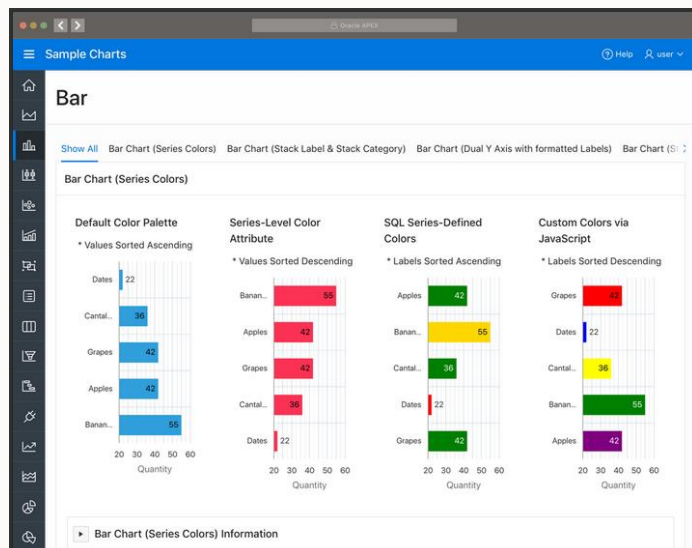 Oracle APEX
Sample Charts
Help
user
Bar
Show All Bar Chart (Series Colors) Bar Chart (Stack Label & Stack Category) Bar Chart (Dual Y Axis with formatted Labels) Bar Chart (S
Bar Chart (Series Colors)
Default Color Palette
* Values Sorted Ascending
Dates 22
Cantal... 36
Grapes 42
Apples 42
Banan... 55
20 30 40 50 60
Quantity
Series-Level Color
Attribute
* Values Sorted Descending
Banan... 55
Apples 42
Grapes 42
Cantal... 36
Dates 22
20 30 40 50 60
Quantity
SQL Series-Defined
Colors
* Labels Sorted Ascending
Apples 42
Banan... 55
Cantal... 36
Dates 22
Grapes 42
20 30 40 50 60
Quantity
Custom Colors via
JavaScript
* Labels Sorted Descending
Grapes 42
Dates 22
Cantal... 36
Banan... 55
Apples 42
20 30 40 50 60
Quantity
Bar Chart (Series Colors) Information